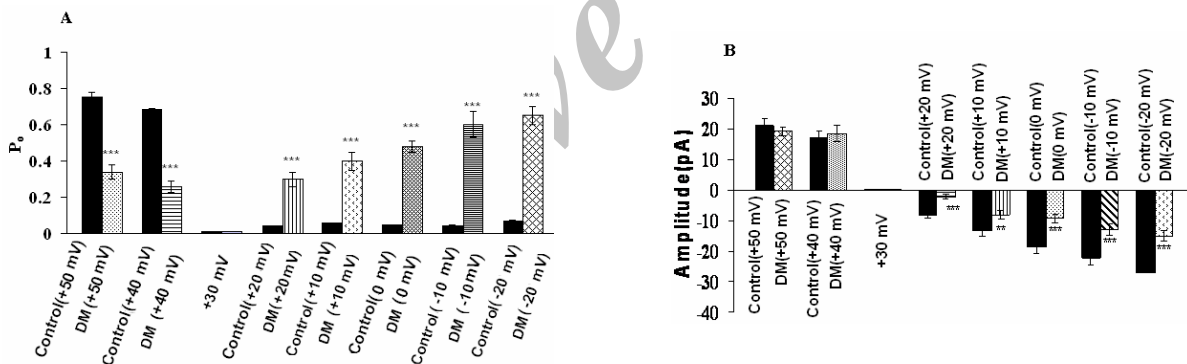 A
1
0.8
0.6
0.4
0.2
0
Po
***
***
***
***
***
***
***
Control(+50 mV)
DM (+50 mV)
Control(+40 mV)
DM (+40 mV)
+30 mV
Control(+20 mV)
DM(+20mV)
Control(+10 mV)
DM (+10 mV)
Control(0 mV)
DM (0 mV)
Control( -10 mV)
DM (-10 mV)
Control(-20 mV)
DM(-20 mV)
ve
B
30
20
10
0
-10
-20
-30
-40
Amplitude(pA)
Control(+50 mV)
DM(+50 mV)
Control(+40 mV)
DM(+40 mV)
+30 mV
Control(+20 mV)
DM(+20 mV)
Control(+10 mV)
DM(+10 mV)
Control(0 mV)
DM(0 mV)
Control(-10 mV)
DM(-10 mV)
Control(-20 mV)
DM(-20 mV)
***
**
***
***
***